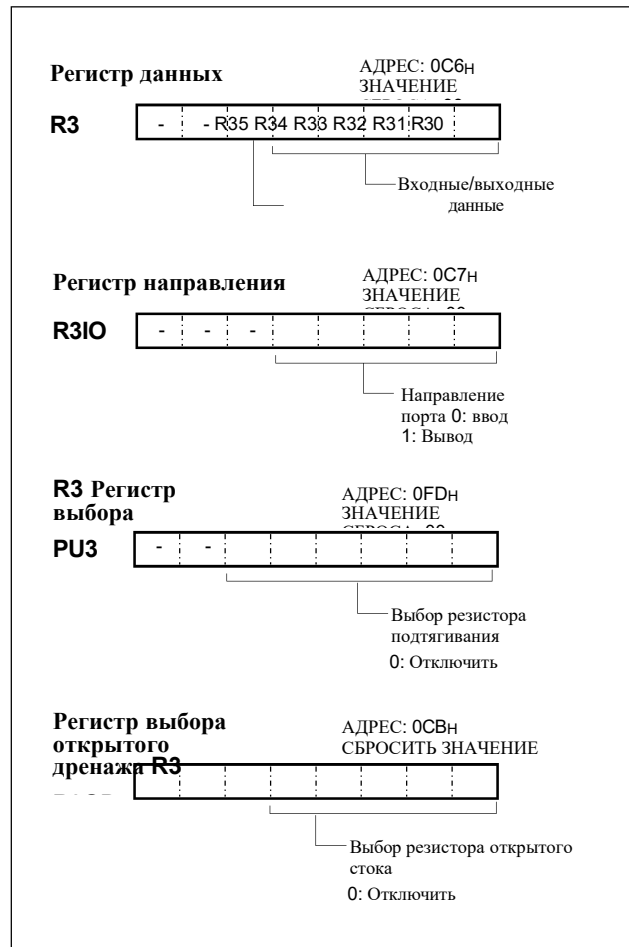 Регистр данных
АДРЕС: 0C6H
ЗНАЧЕНИЕ
R3
- - R35 R34 R33 R32 R31 R30
Входные/выходные
данные
Регистр направления
АДРЕС: 0C7H
ЗНАЧЕНИЕ
R3IO
- - -
Направление
порта 0: ввод
1: Вывод
R3 Регистр
выбора
АДРЕС: 0FDH
ЗНАЧЕНИЕ
PU3
- -
Выбор резистора
подтягивания
0: Отключить
Регистр выбора
открытого
дренажа R3
АДРЕС: 0CBH
СБРОСИТЬ ЗНАЧЕНИЕ
Выбор резистора открытого
стока
0: Отключить